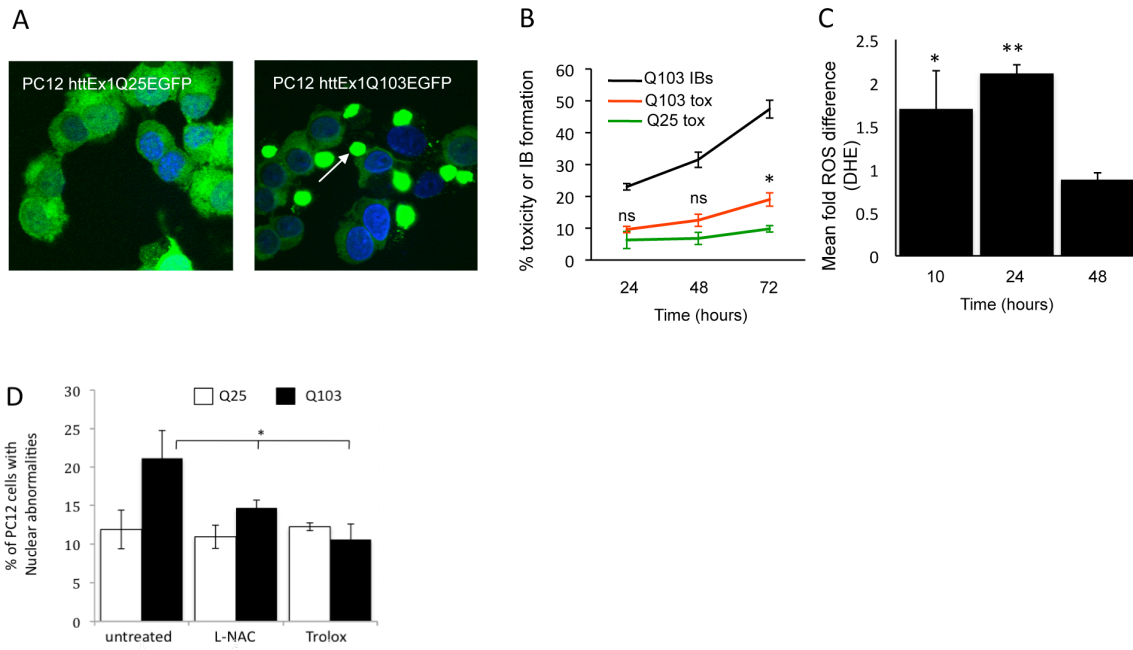 A
PC12 httEx1Q25EGFP
PC12 httEx1Q103EGFP
B
% toxicity or IB formation
60
50
40
30
20
10
0
Q103 IBs
Q103 tox
Q25 tox
ns
ns
*
24 48 72
Time (hours)
C
Mean fold ROS difference
(DHE)
2.5
2
1.5
1
0.5
0
*
**
10 24 48
Time (hours)
D
% of PC12 cells with
Nuclear abnormalities
30
25
20
15
10
5
0
Q25 Q103
*
untreated L-NAC Trolox